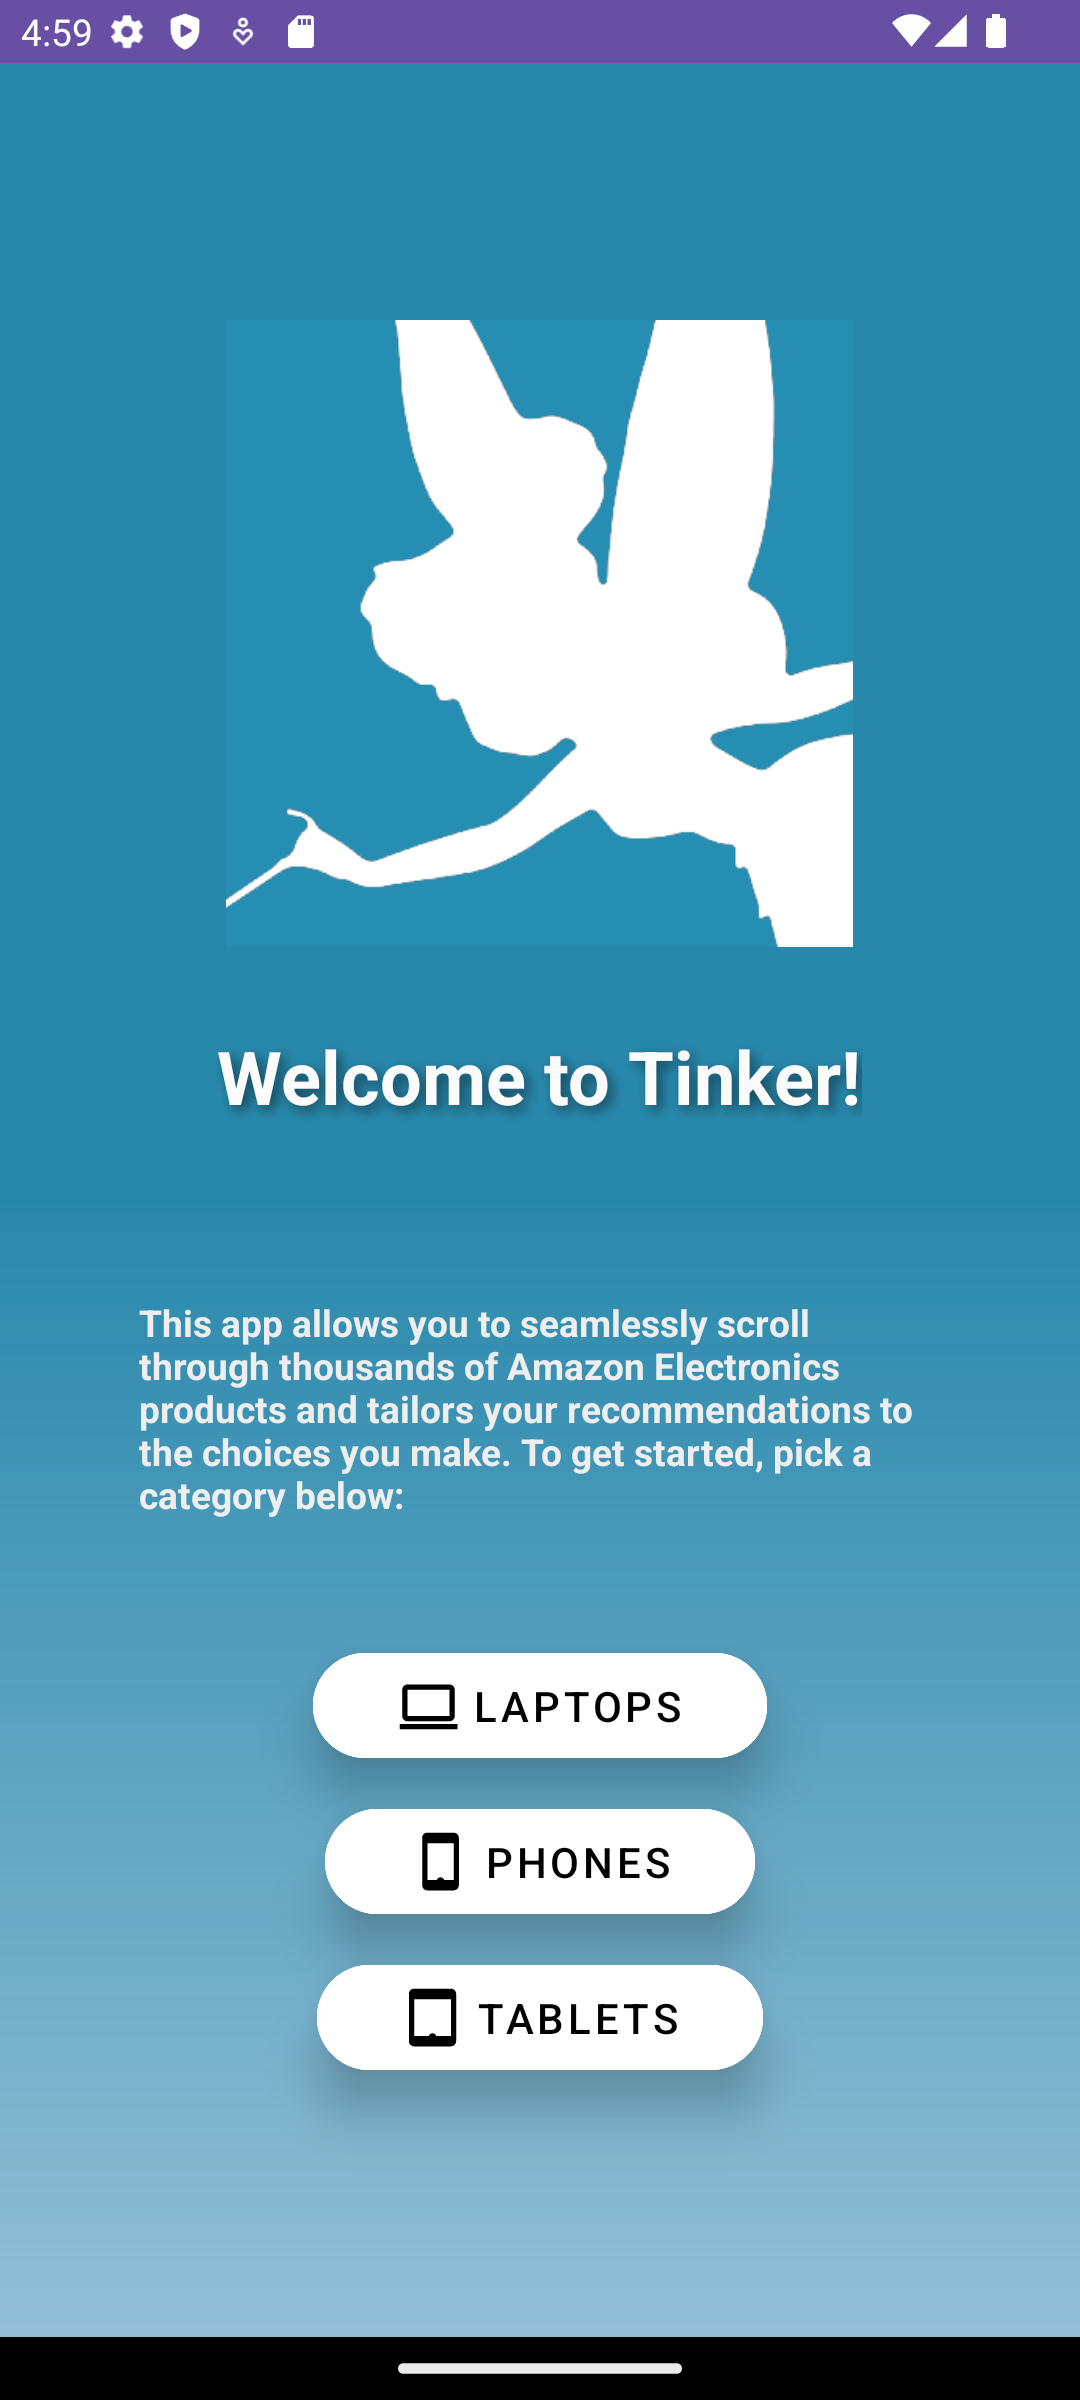 4:59
Welcome to Tinker!
This app allows you to seamlessly scroll
through thousands of Amazon Electronics
products and tailors your recommendations to
the choices you make. To get started, pick a
category below:
LAPTOPS
PHONES
TABLETS